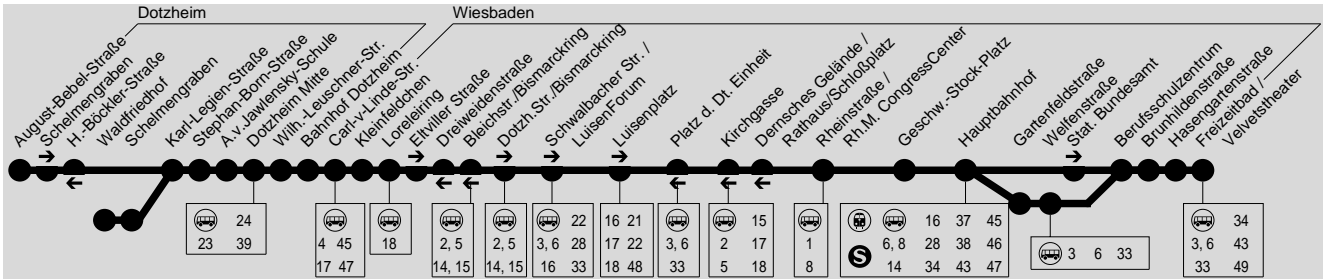 Dotzheim
Wiesbaden
August-Bebel-Straße
Schelmengraben
H.-Böckler-Straße
Waldfriedhof
Schelmengraben
Karl-Legien-Straße
Stephan-Born-Straße
A.v.Jawlensky-Schule
Dotzheim Mitte
Wilh.-Leuschner-Str.
Bahnhof Dotzheim
Carl-v-Linde-Str.
Kleinfeldchen
Loreleiring
Eltviller Straße
Dreiweidenstraße
Bleichstr./Bismarckring
Dotzh.Str./Bismarckring
Schwalbacher Str. /
LuisenForum
Luisenplatz
Platz d. Dt. Einheit
Kirchgasse
Dernsches Gelände /
Rathaus/Schloßplatz
Rheinstraße /
Rh.M. CongressCenter
Geschw.-Stock-Platz
Hauptbahnhof
Gartenfeldstraße
Welfenstraße
Stat. Bundesamt
Berufsschulzentrum
Brunhildenstraße
Hasengartenstraße
Freizeitbad /
Velvetstheater
24
23 39
4 45
17 47
18
2, 5
14, 15
2, 5
14, 15
22
3, 6 28
16 33
16 21
17 22
18 48
3, 6
33
15
2 17
5 18
1
8
16 37 45
6, 8 28 38 46
S 14 34 43 47
3 6 33
34
3, 6 43
33 49